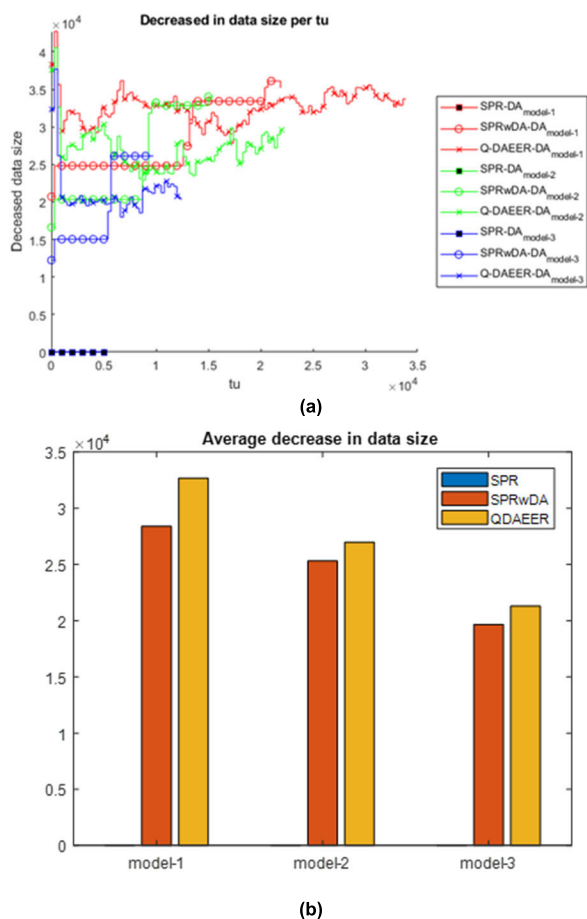 Decreased in data size per tu
×10⁴
Deceased data size
4
3.5
3
2.5
2
1.5
1
0.5
0
0 0.5 1 1.5 2 2.5 3 3.5
×10⁴
tu
SPR-DA model-1
SPRwDA-DA model-1
Q-DAEER-DA model-1
SPR-DA model-2
SPRwDA-DA model-2
Q-DAEER-DA model-2
SPR-DA model-3
SPRwDA-DA model-3
Q-DAEER-DA model-3
(a)
Average decrease in data size
×10⁴
3.5
3
2.5
2
1.5
1
0.5
0
SPR
SPRwDA
QDAEER
model-1 model-2 model-3
(b)